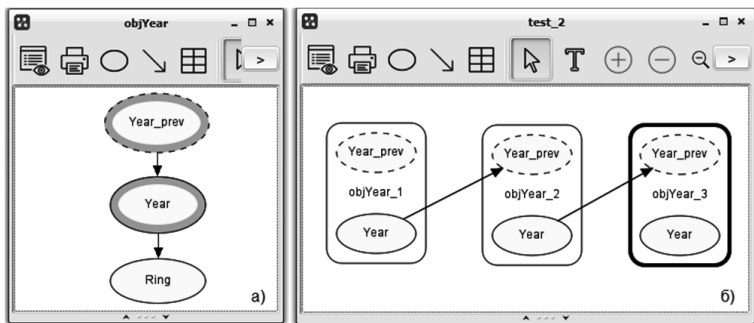 objYear
Year_prev
Year
Ring
а)
test_2
Year_prev
objYear_1
Year
Year_prev
objYear_2
Year
Year_prev
objYear_3
Year
б)